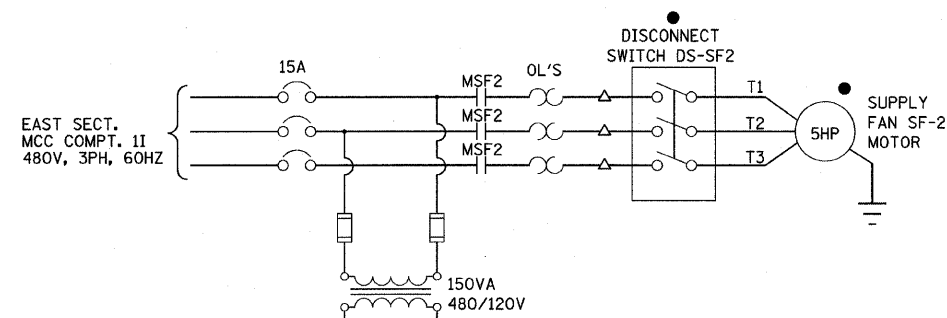 DISCONNECT
SWITCH DS-SF2
15A
OL'S
MSF2
MSF2
MSF2
T1
T2
T3
EAST SECT.
MCC COMPT. 1I
480V, 3PH, 60HZ
5HP
SUPPLY
FAN SF-2
MOTOR
150VA
480/120V